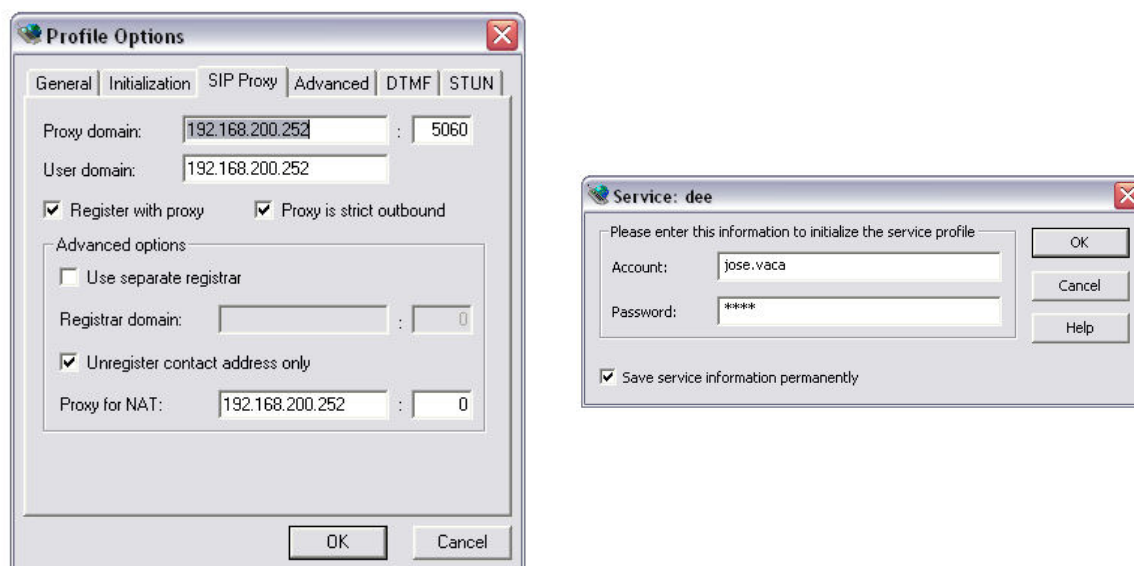 Profile Options
General Initialization SIP Proxy Advanced DTMF STUN
Proxy domain: 192.168.200.252 : 5060
User domain: 192.168.200.252
Register with proxy Proxy is strict outbound
Advanced options
Use separate registrar
Registrar domain: : 0
Unregister contact address only
Proxy for NAT: 192.168.200.252 : 0
OK Cancel
Service: dee
Please enter this information to initialize the service profile
Account: jose.vaca
Password: ****
OK
Cancel
Help
Save service information permanently